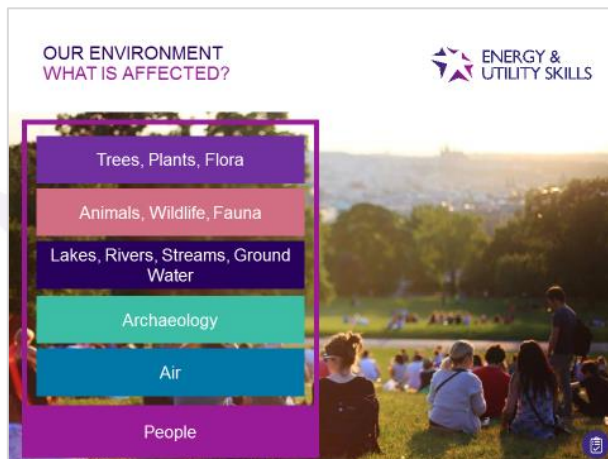 OUR ENVIRONMENT
WHAT IS AFFECTED?
ENERGY &
UTILITY SKILLS
Trees, Plants, Flora
Animals, Wildlife, Fauna
Lakes, Rivers, Streams, Ground
Water
Archaeology
Air
People